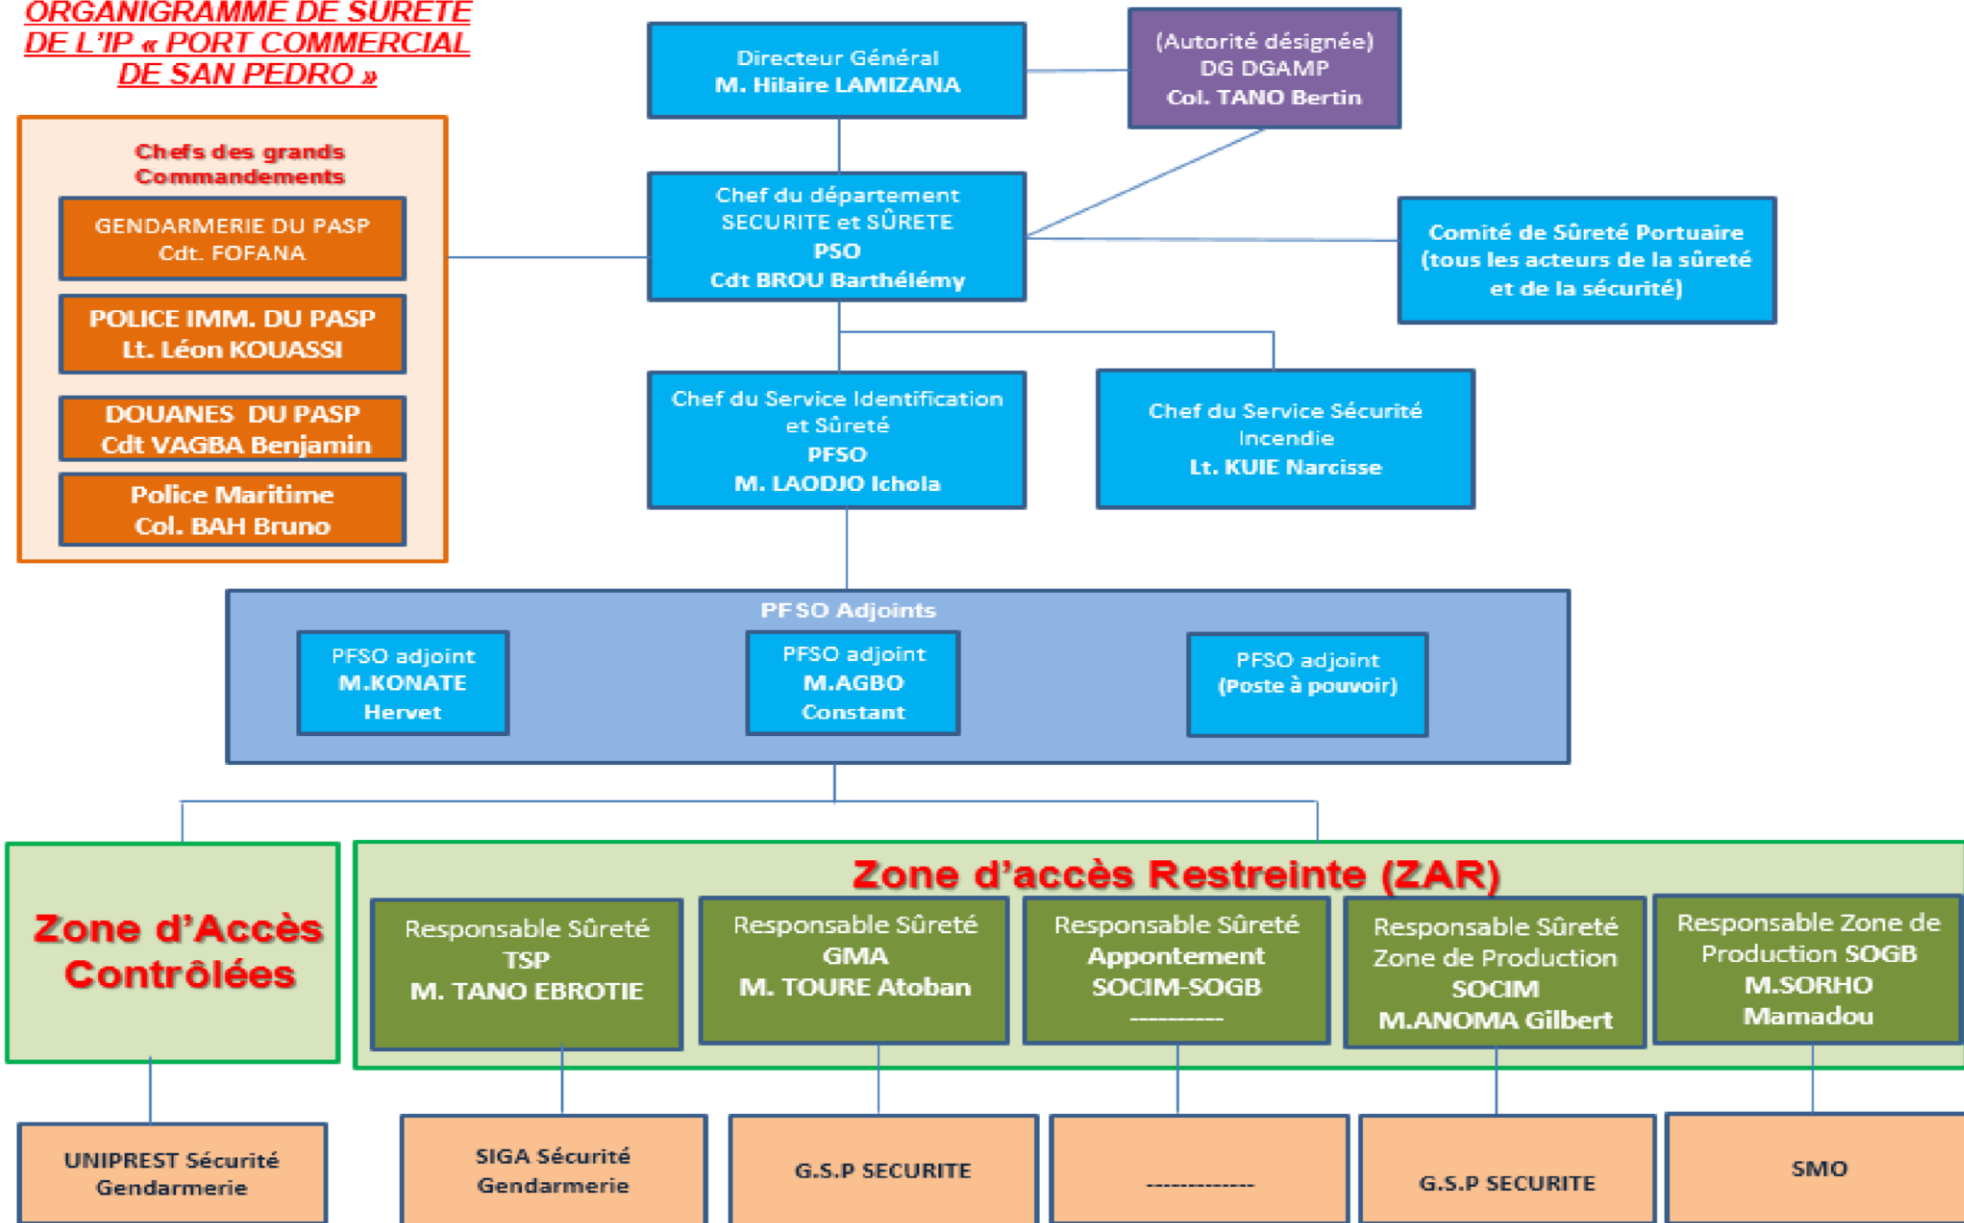 ORGANIGRAMME DE SURETE
DE L'IP « PORT COMMERCIAL
DE SAN PEDRO »
Directeur Général
M. Hilaire LAMIZANA
(Autorité désignée)
DG DGAMP
Col. TANO Bertin
Chefs des grands
Commandements
GENDARMERIE DU PASP
Cdt. FOFANA
POLICE IMM. DU PASP
Lt. Léon KOUASSI
DOUANES DU PASP
Cdt VAGBA Benjamin
Police Maritime
Col. BAH Bruno
Chef du département
SECURITE et SÛRETE
PSO
Cdt BROU Barthélémy
Comité de Sûreté Portuaire
(tous les acteurs de la sûreté
et de la sécurité)
Chef du Service Identification
et Sûreté
PFSO
M. LAODJO Ichola
Chef du Service Sécurité
Incendie
Lt. KUIE Narcisse
PFSO Adjoints
PFSO adjoint
M.KONATE
Hervet
PFSO adjoint
M.AGBO
Constant
PFSO adjoint
(Poste à pouvoir)
Zone d'Accès
Contrôlées
Zone d'accès Restreinte (ZAR)
Responsable Sûreté
TSP
M. TANO EBROTIE
Responsable Sûreté
GMA
M. TOURE Atoban
Responsable Sûreté
Appontement
SOCIM-SOGB
----------
Responsable Sûreté
Zone de Production
SOCIM
M.ANOMA Gilbert
Responsable Zone de
Production SOGB
M.SORHO
Mamadou
UNIPREST Sécurité
Gendarmerie
SIGA Sécurité
Gendarmerie
G.S.P SECURITE
-------------
G.S.P SECURITE
SMO